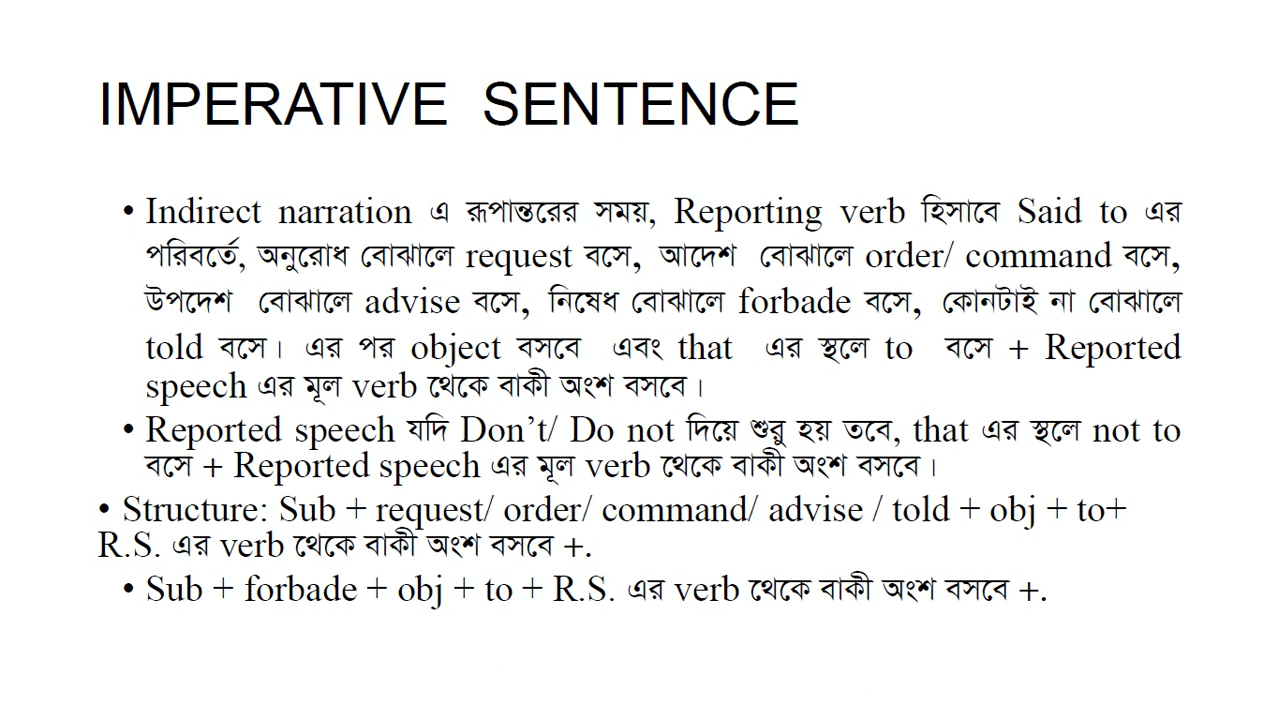 IMPERATIVE SENTENCE
• Indirect narration এ রূপান্তরের সময়, Reporting verb হিসাবে Said to এর
পরিবর্তে, অনুরোধ বোঝালে request বসে, আদেশ বোঝালে order/ command বসে,
উপদেশ বোঝালে advise বসে, নিষেধ বোঝালে forbade বসে, কোনটাই না বোঝালে
told বসে। এর পর object বসবে এবং that এর স্থলে to বসে + Reported
speech এর মূল verb থেকে বাকী অংশ বসবে।
• Reported speech যদি Don’t/ Do not দিয়ে শুরু হয় তবে, that এর স্থলে not to
বসে + Reported speech এর মূল verb থেকে বাকী অংশ বসবে।
• Structure: Sub + request/ order/ command/ advise / told + obj + to+
R.S. এর verb থেকে বাকী অংশ বসবে +.
• Sub + forbade + obj + to + R.S. এর verb থেকে বাকী অংশ বসবে +.